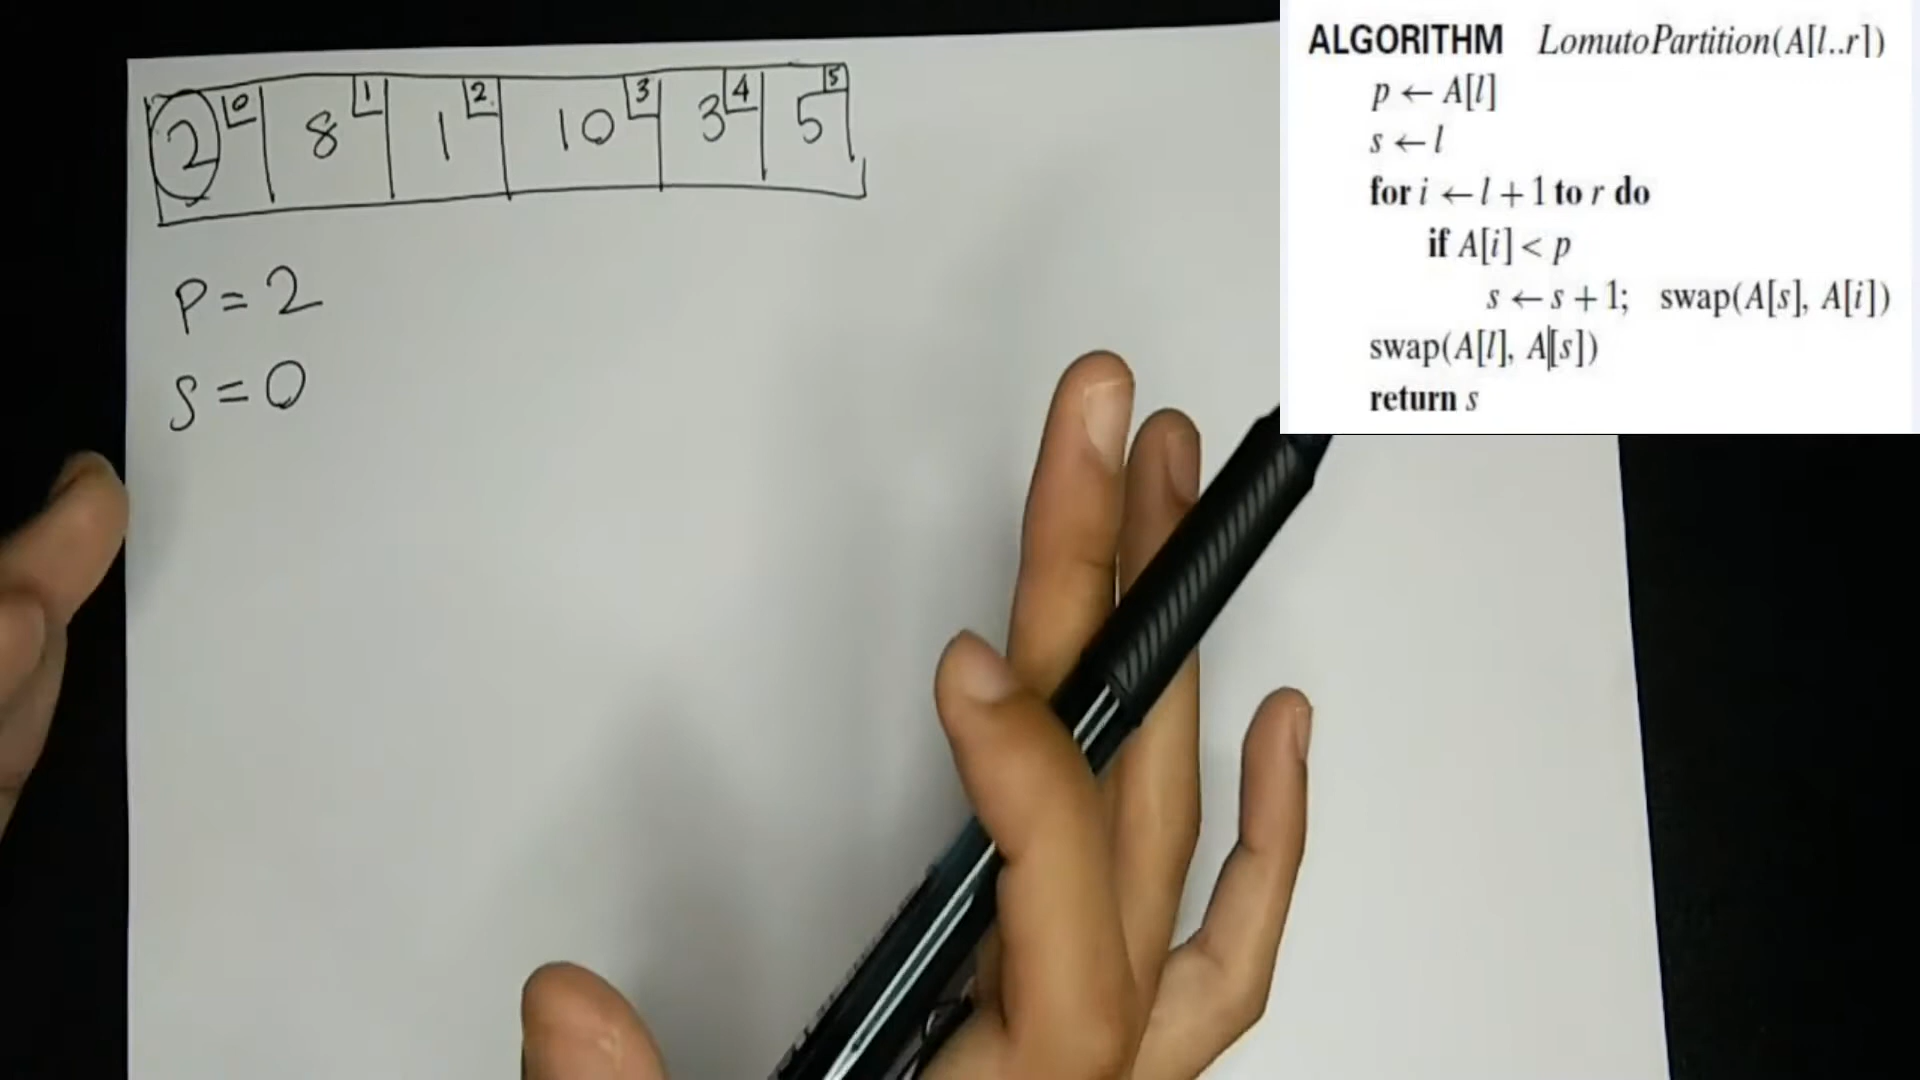 2 0 8 1 1 2 10 3 3 4 5 5
P = 2
S = 0
ALGORITHM LomutoPartition(A[l..r])
p ← A[l]
s ← l
for i ← l + 1 to r do
if A[i] < p
s ← s + 1; swap(A[s], A[i])
swap(A[l], A[s])
return s